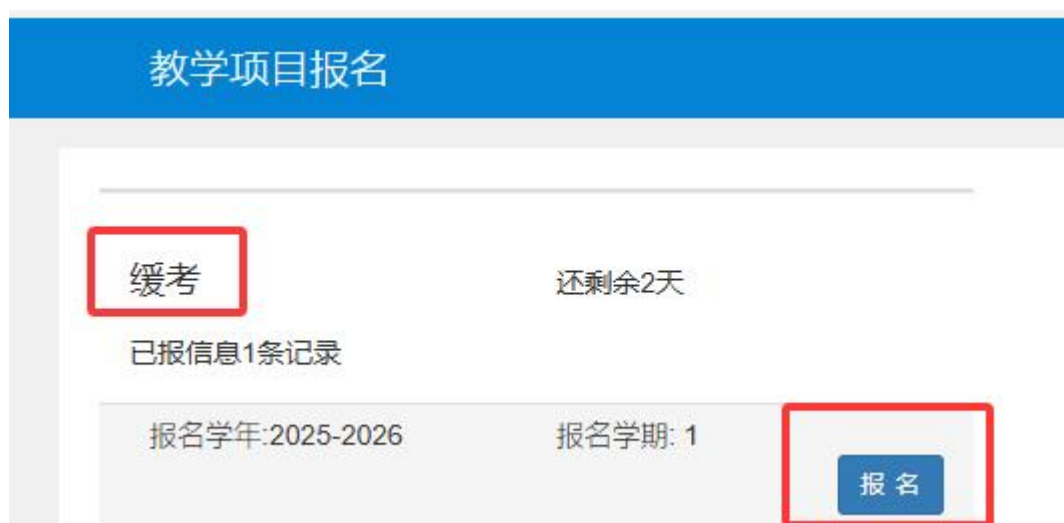 教学项目报名
缓考
还剩余2天
已报信息1条记录
报名学年:2025-2026
报名学期: 1
报 名